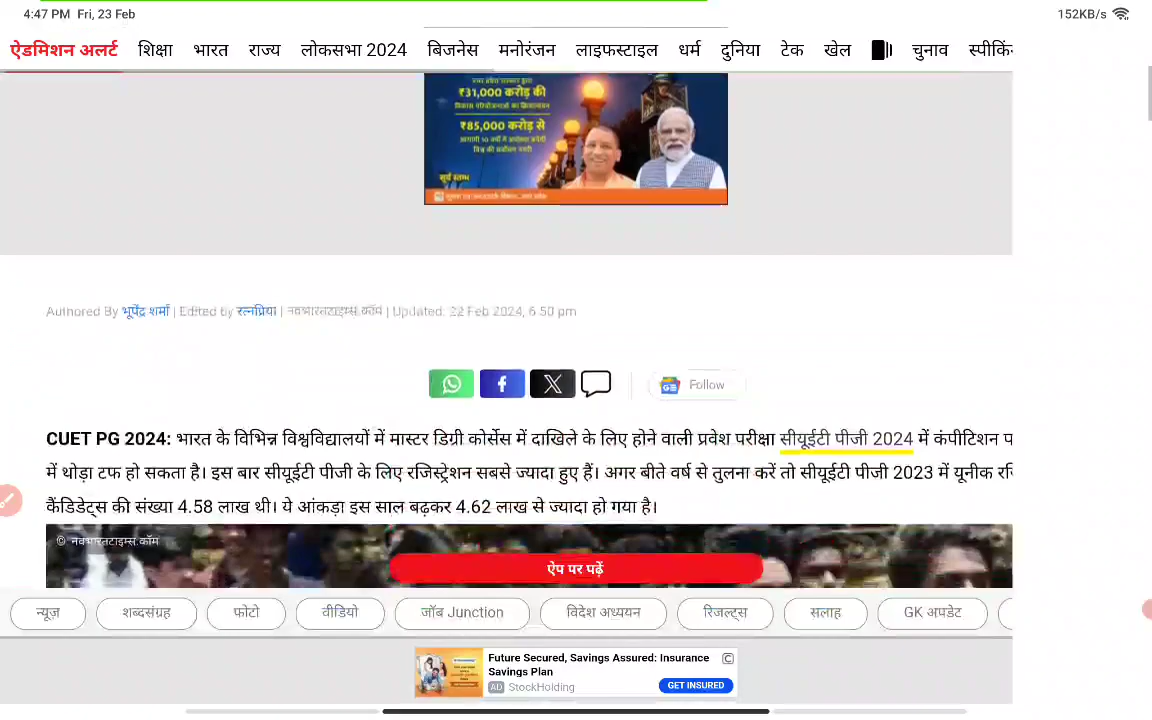 4:47 PM Fri, 23 Feb
152KB/s
ऐडमिशन अलर्ट शिक्षा भारत राज्य लोकसभा 2024 बिजनेस मनोरंजन लाइफस्टाइल धर्म दुनिया टेक खेल चुनाव स्पीकिं
₹31,000 करोड़ की
विकास परियोजनाओं का
₹85,000 करोड़ से
सूर्य स्तम्भ
Authored By भूपेंद्र शर्मा | Edited by रत्नप्रिया | नवभारतटाइम्स.कॉम | Updated: 22 Feb 2024, 6:50 pm
Follow
CUET PG 2024: भारत के विभिन्न विश्वविद्यालयों में मास्टर डिग्री कोर्सेस में दाखिले के लिए होने वाली प्रवेश परीक्षा सीयूईटी पीजी 2024 में कंपीटिशन
में थोड़ा टफ हो सकता है। इस बार सीयूईटी पीजी के लिए रजिस्ट्रेशन सबसे ज्यादा हुए हैं। अगर बीते वर्ष से तुलना करें तो सीयूईटी पीजी 2023 में यूनीक
कैंडिडेट्स की संख्या 4.58 लाख थी। ये आंकड़ा इस साल बढ़कर 4.62 लाख से ज्यादा हो गया है।
© नवभारतटाइम्स.कॉम
ऐप पर पढ़ें
न्यूज़ शब्दसंग्रह फोटो वीडियो जॉब Junction विदेश अध्ययन रिजल्ट्स सलाह GK अपडेट
Future Secured, Savings Assured: Insurance
Savings Plan
AD StockHolding
GET INSURED